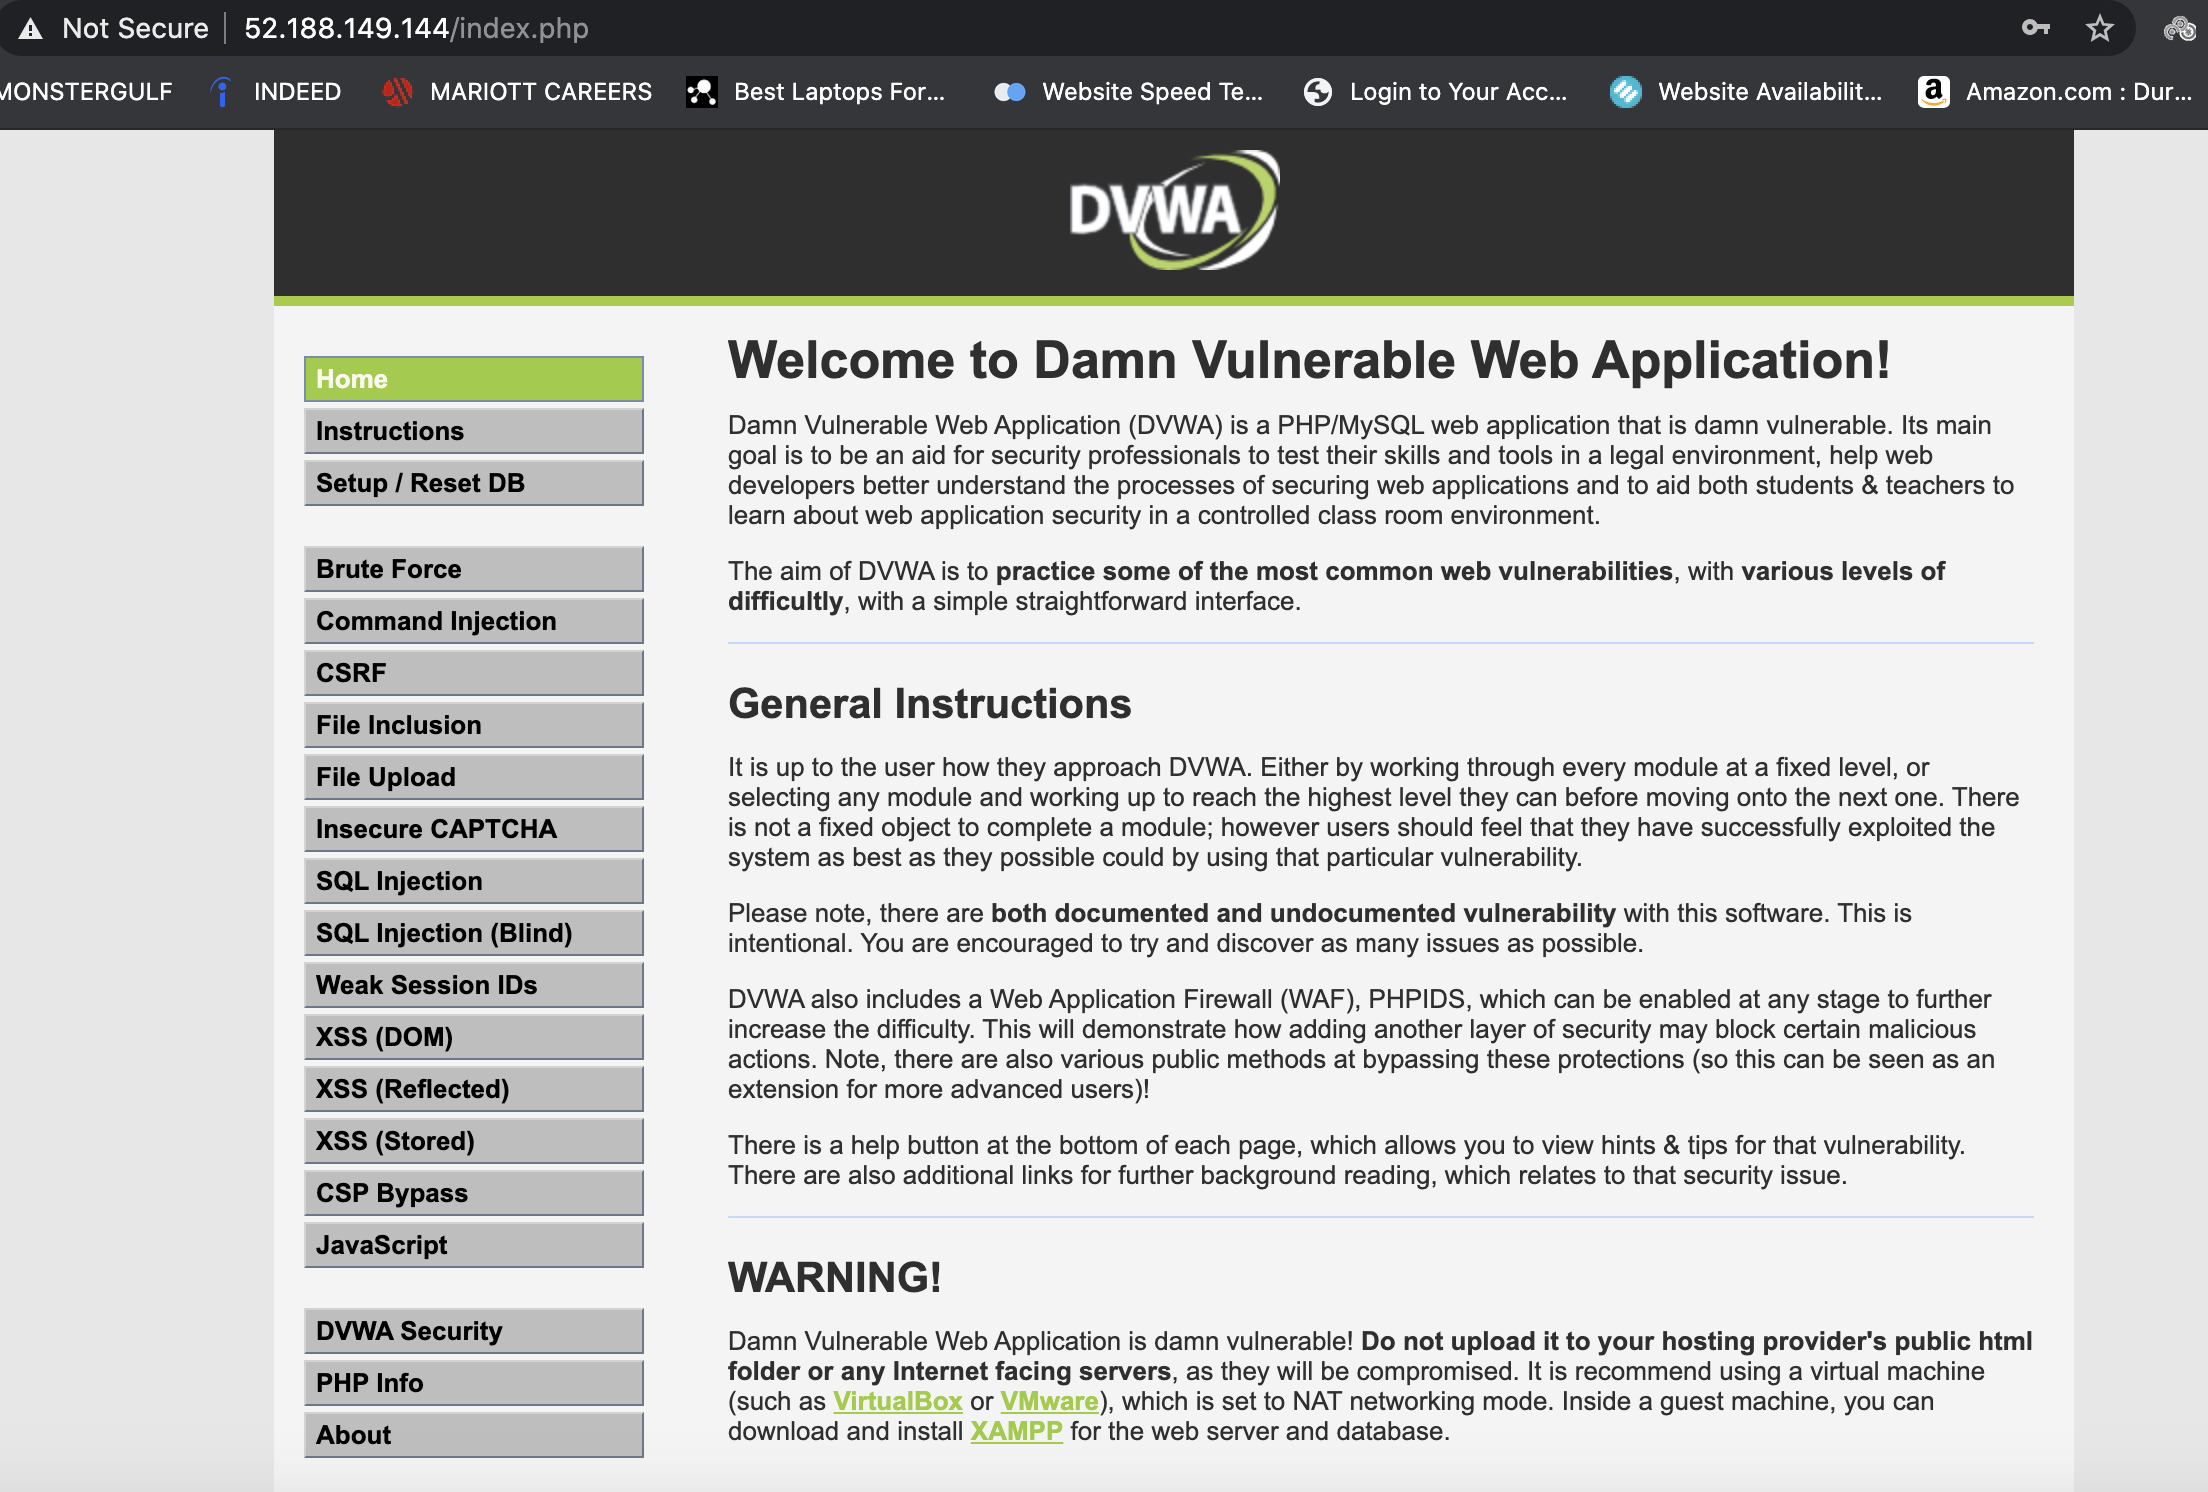 Not Secure 52.188.149.144/index.php
MONSTERGULF INDEED MARIOTT CAREERS Best Laptops For... Website Speed Te... Login to Your Acc... Website Availabilit... Amazon.com : Dur...
DVWA
Home
Instructions
Setup / Reset DB
Brute Force
Command Injection
CSRF
File Inclusion
File Upload
Insecure CAPTCHA
SQL Injection
SQL Injection (Blind)
Weak Session IDs
XSS (DOM)
XSS (Reflected)
XSS (Stored)
CSP Bypass
JavaScript
DVWA Security
PHP Info
About
Welcome to Damn Vulnerable Web Application!
Damn Vulnerable Web Application (DVWA) is a PHP/MySQL web application that is damn vulnerable. Its main
goal is to be an aid for security professionals to test their skills and tools in a legal environment, help web
developers better understand the processes of securing web applications and to aid both students & teachers to
learn about web application security in a controlled class room environment.
The aim of DVWA is to practice some of the most common web vulnerabilities, with various levels of
difficultly, with a simple straightforward interface.
General Instructions
It is up to the user how they approach DVWA. Either by working through every module at a fixed level, or
selecting any module and working up to reach the highest level they can before moving onto the next one. There
is not a fixed object to complete a module; however users should feel that they have successfully exploited the
system as best as they possible could by using that particular vulnerability.
Please note, there are both documented and undocumented vulnerability with this software. This is
intentional. You are encouraged to try and discover as many issues as possible.
DVWA also includes a Web Application Firewall (WAF), PHPIDS, which can be enabled at any stage to further
increase the difficulty. This will demonstrate how adding another layer of security may block certain malicious
actions. Note, there are also various public methods at bypassing these protections (so this can be seen as an
extension for more advanced users)!
There is a help button at the bottom of each page, which allows you to view hints & tips for that vulnerability.
There are also additional links for further background reading, which relates to that security issue.
WARNING!
Damn Vulnerable Web Application is damn vulnerable! Do not upload it to your hosting provider's public html
folder or any Internet facing servers, as they will be compromised. It is recommend using a virtual machine
(such as VirtualBox or VMware), which is set to NAT networking mode. Inside a guest machine, you can
download and install XAMPP for the web server and database.